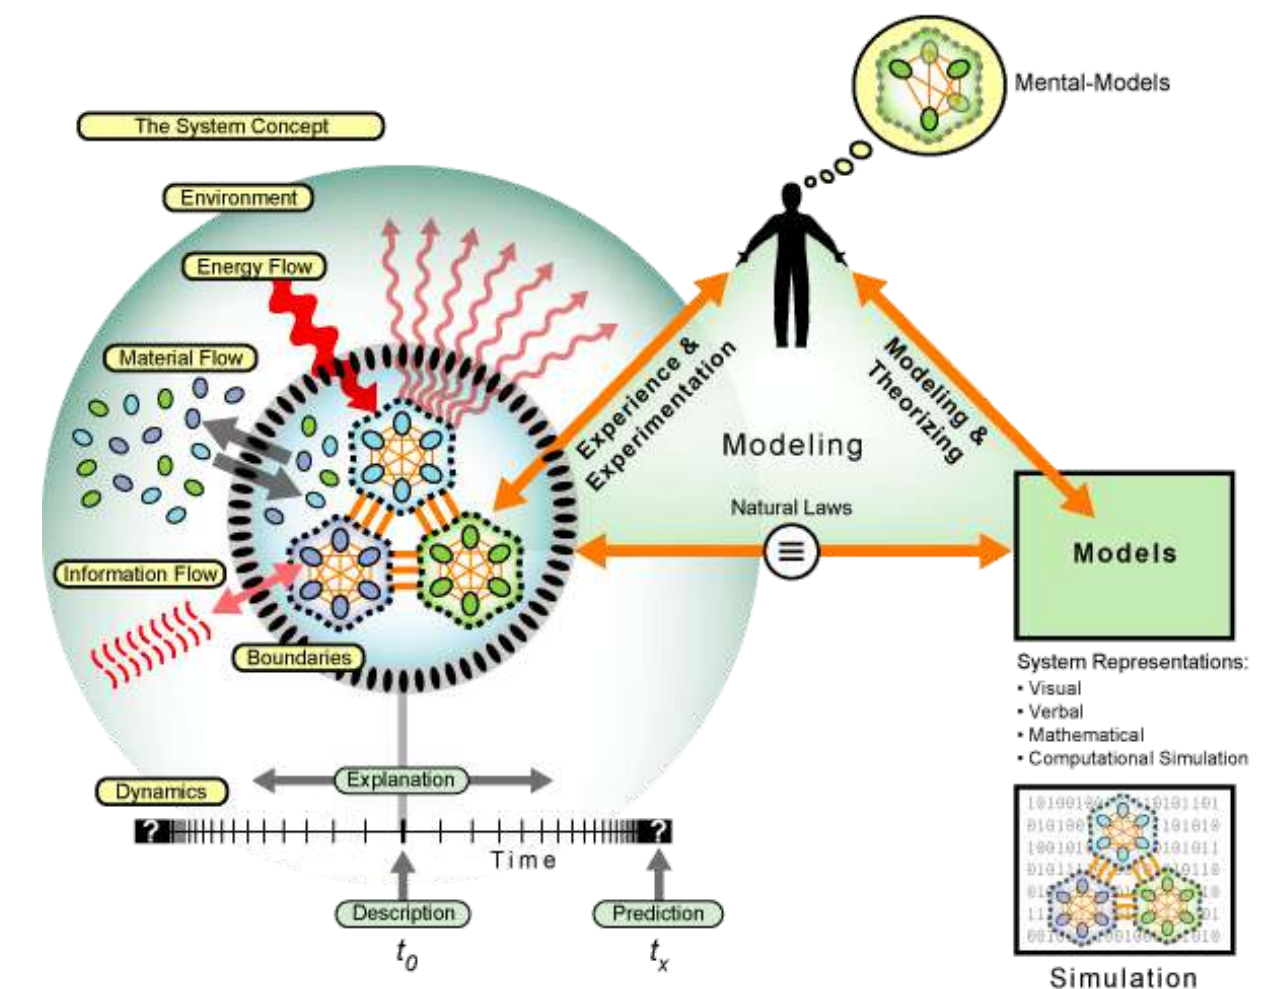 Mental-Models
The System Concept
Environment
Energy Flow
Material Flow
Experience &
Experimentation
Modeling &
Theorizing
Modeling
Natural Laws
Models
Information Flow
Boundaries
System Representations:
• Visual
• Verbal
• Mathematical
• Computational Simulation
Explanation
Dynamics
?
?
Time
Description
Prediction
t0
tx
Simulation